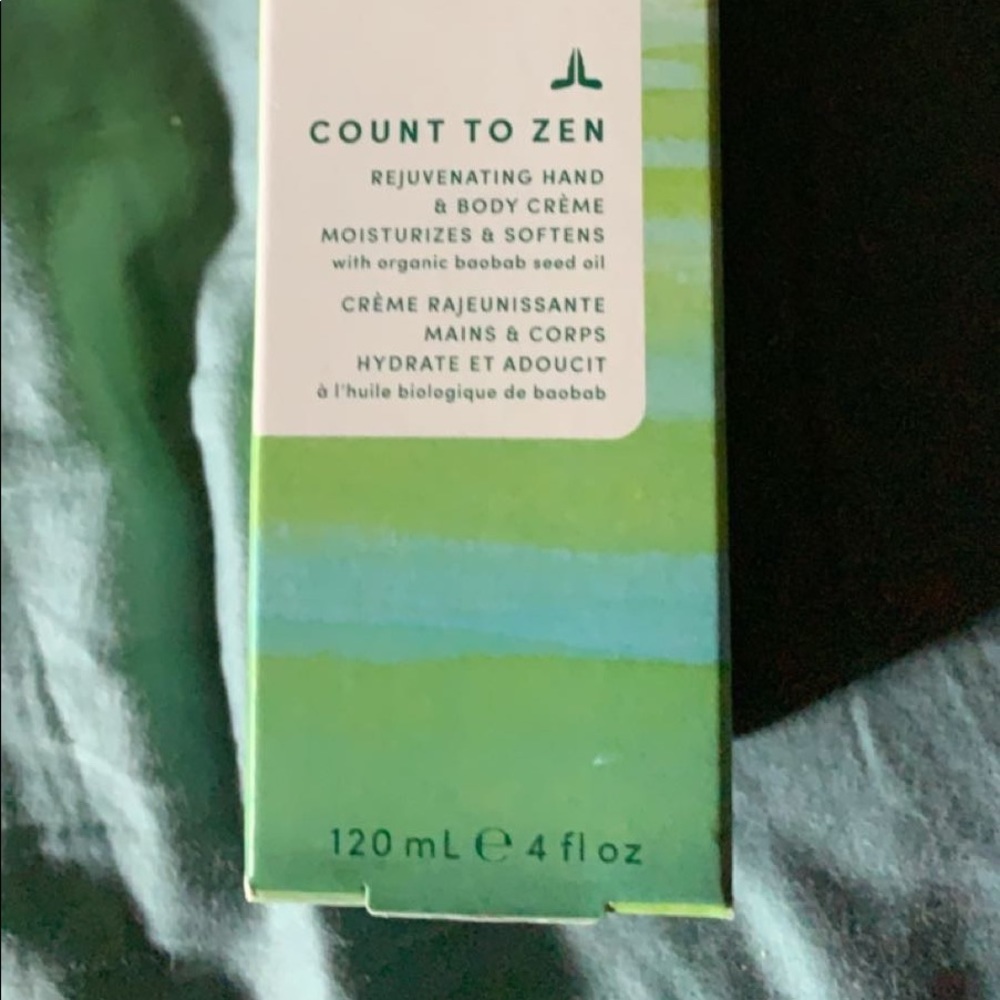 COUNT TO ZEN
REJUVENATING HAND
& BODY CRÈME
MOISTURIZES & SOFTENS
with organic baobab seed oil
CRÈME RAJEUNISSANTE
MAINS & CORPS
HYDRATE ET ADOUCIT
à l'huile biologique de baobab
120 mL ℮ 4 fl oz